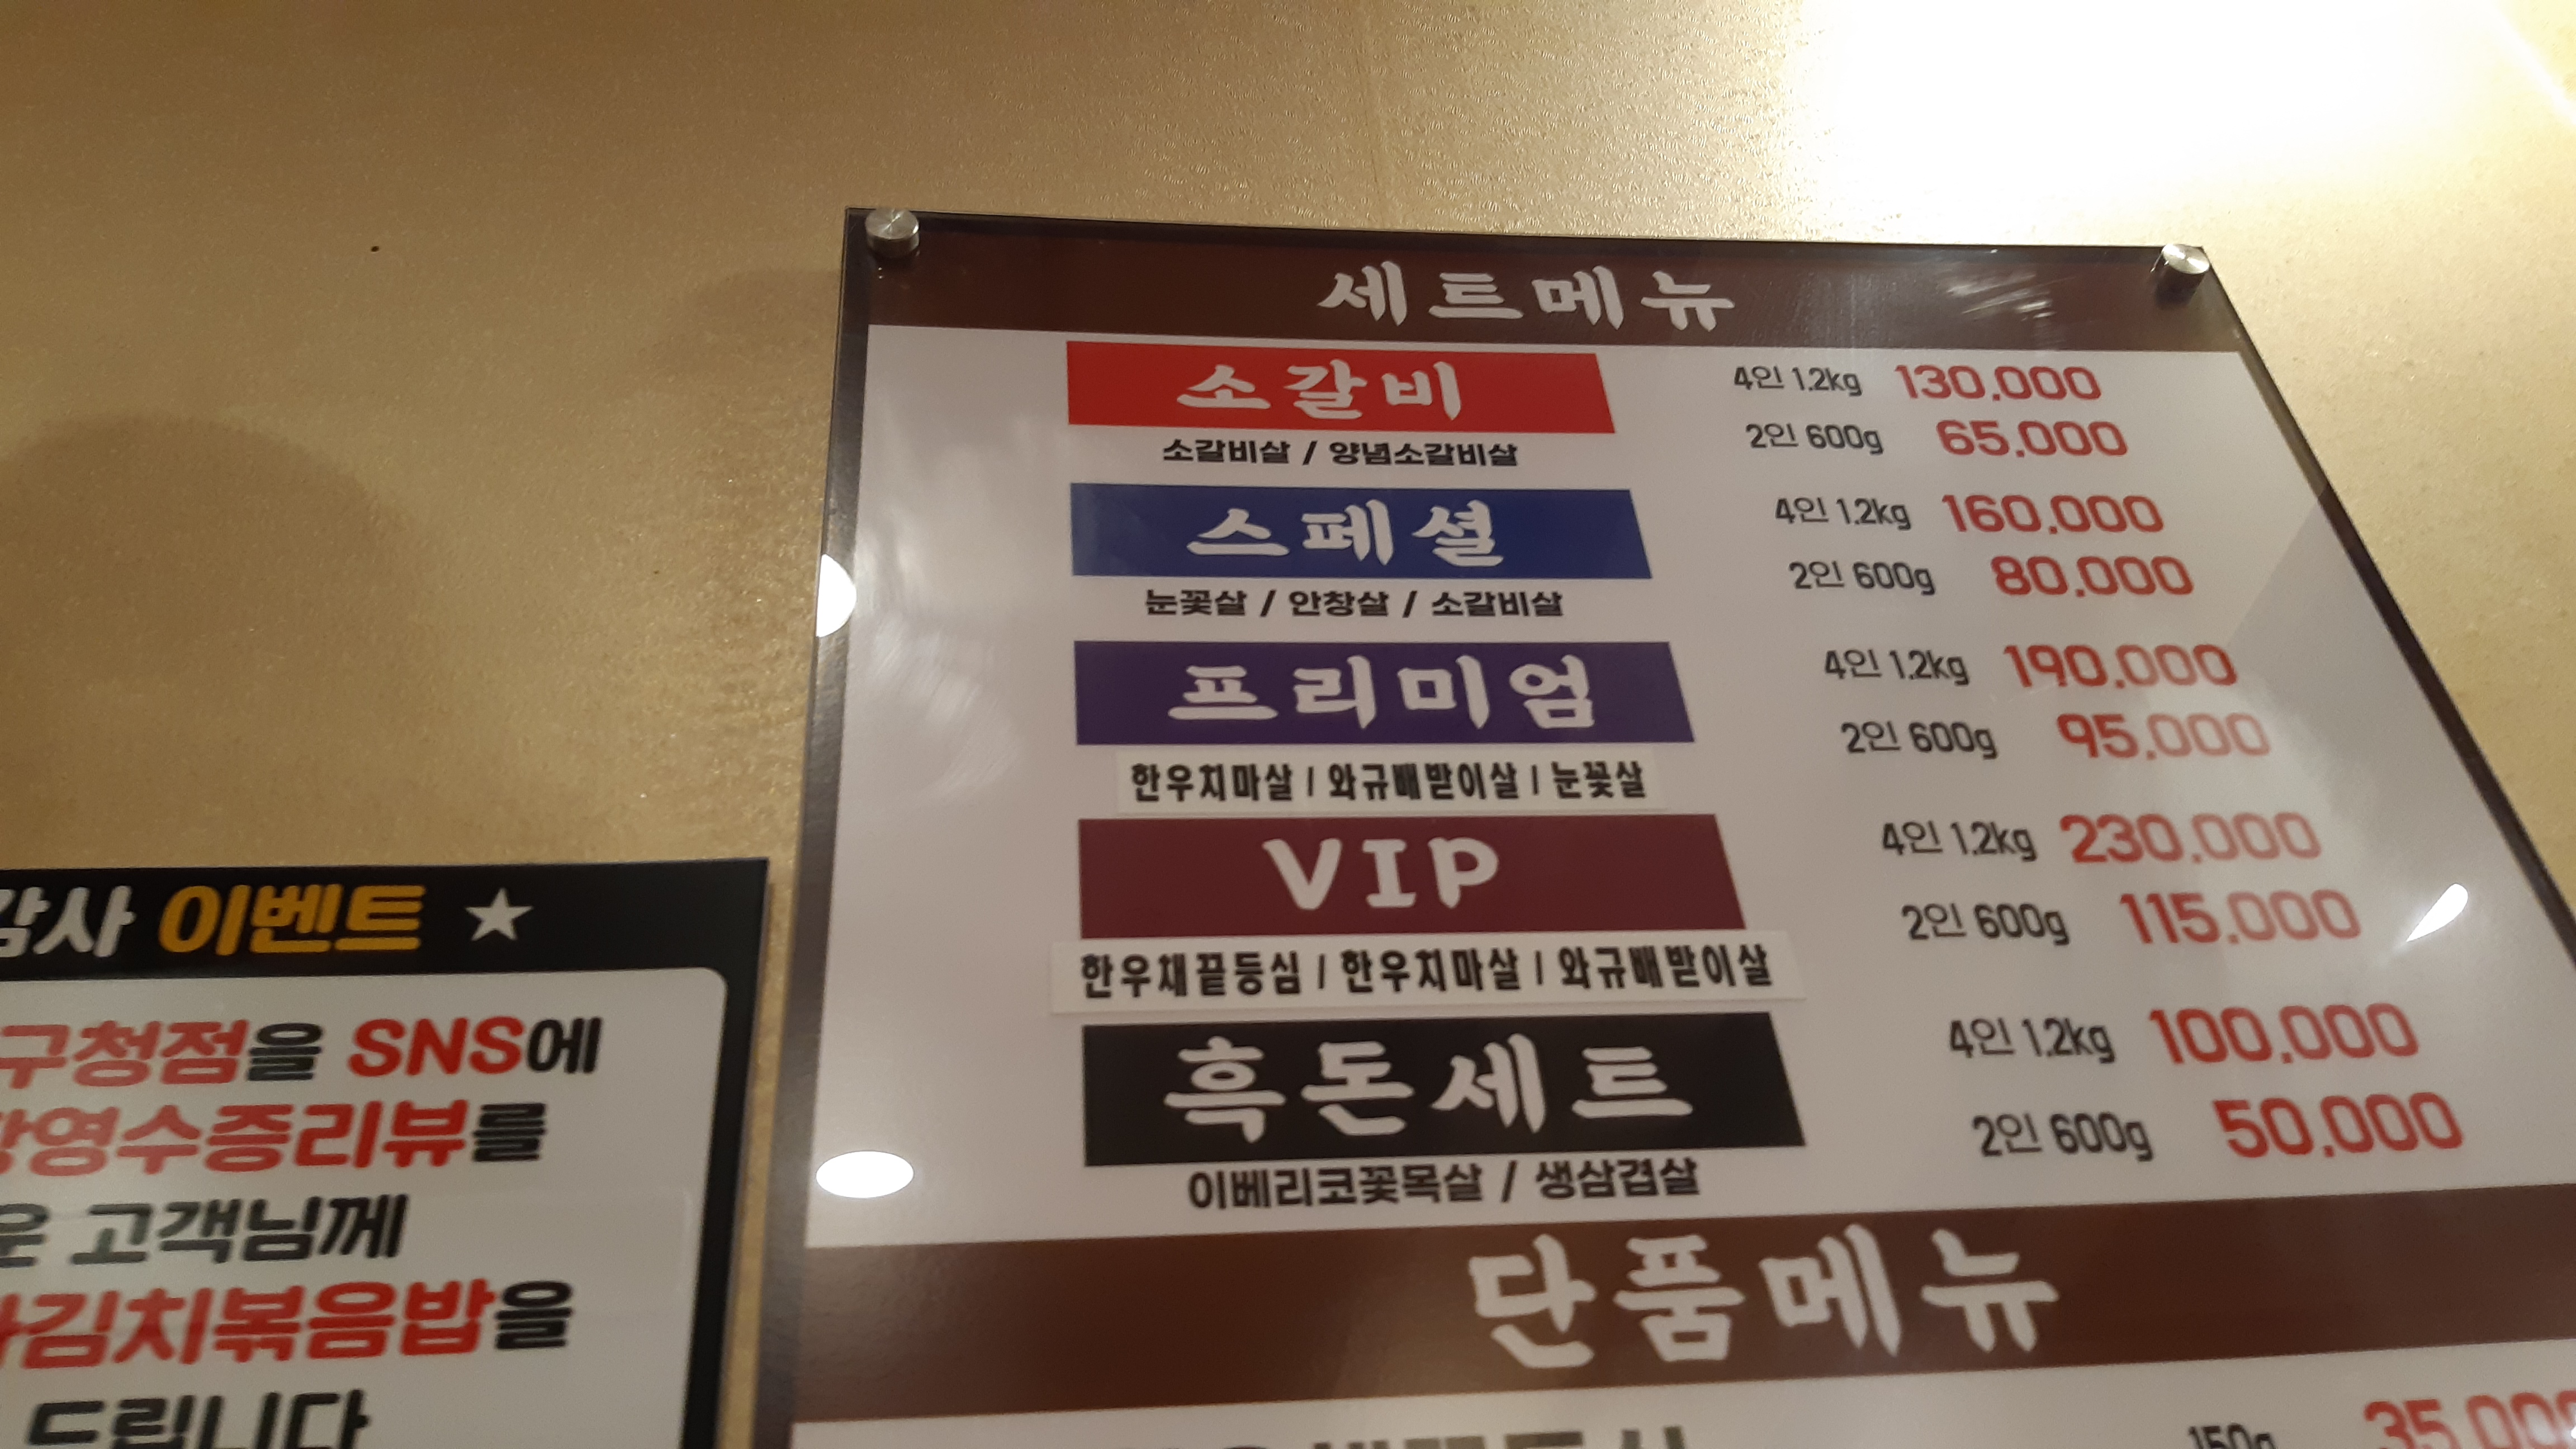 세트메뉴
소갈비
4인 1.2kg 130,000
2인 600g 65,000
소갈비살 / 양념소갈비살
스페셜
4인 1.2kg 160,000
2인 600g 80,000
눈꽃살 / 안창살 / 소갈비살
프리미엄
4인 1.2kg 190,000
2인 600g 95,000
한우치마살 / 와규배받이살 / 눈꽃살
VIP
4인 1.2kg 230,000
2인 600g 115,000
한우채끝등심 / 한우치마살 / 와규배받이살
흑돈세트
4인 1.2kg 100,000
2인 600g 50,000
이베리코꽃목살 / 생삼겹살
단품메뉴
150g 35,000
감사 이벤트 ★
구청점을 SNS에
영수증리뷰를
고객님께
김치볶음밥을
드립니다